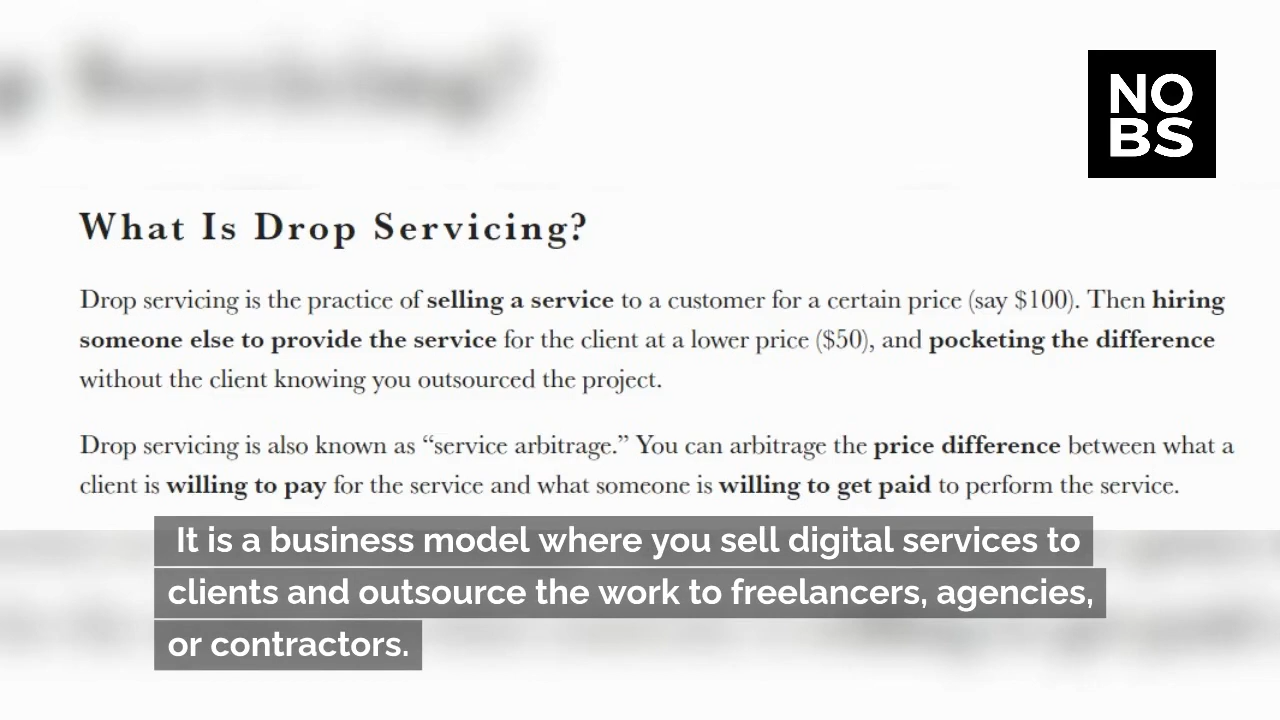 NO
BS
What Is Drop Servicing?
Drop servicing is the practice of selling a service to a customer for a certain price (say $100). Then hiring
someone else to provide the service for the client at a lower price ($50), and pocketing the difference
without the client knowing you outsourced the project.
Drop servicing is also known as “service arbitrage.” You can arbitrage the price difference between what a
client is willing to pay for the service and what someone is willing to get paid to perform the service.
It is a business model where you sell digital services to
clients and outsource the work to freelancers, agencies,
or contractors.